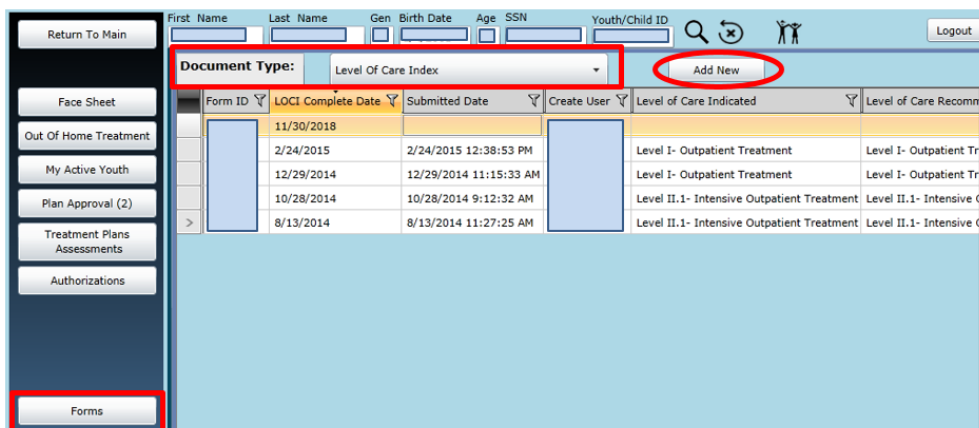 Return To Main
First Name Last Name Gen Birth Date Age SSN Youth/Child ID
Logout
Document Type: Level Of Care Index
Add New
Face Sheet
Out Of Home Treatment
My Active Youth
Plan Approval (2)
Treatment Plans
Assessments
Authorizations
Forms
Form ID LOCI Complete Date Submitted Date Create User Level of Care Indicated Level of Care Recomm
11/30/2018
2/24/2015 2/24/2015 12:38:53 PM Level I- Outpatient Treatment Level I- Outpatient Tr
12/29/2014 12/29/2014 11:15:33 AM Level I- Outpatient Treatment Level I- Outpatient Tr
10/28/2014 10/28/2014 9:12:32 AM Level II.1- Intensive Outpatient Treatment Level II.1- Intensive O
> 8/13/2014 8/13/2014 11:27:25 AM Level II.1- Intensive Outpatient Treatment Level II.1- Intensive O